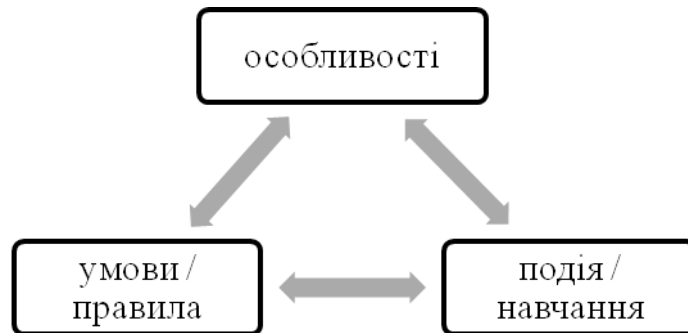 особливості
умови /
правила
подія /
навчання